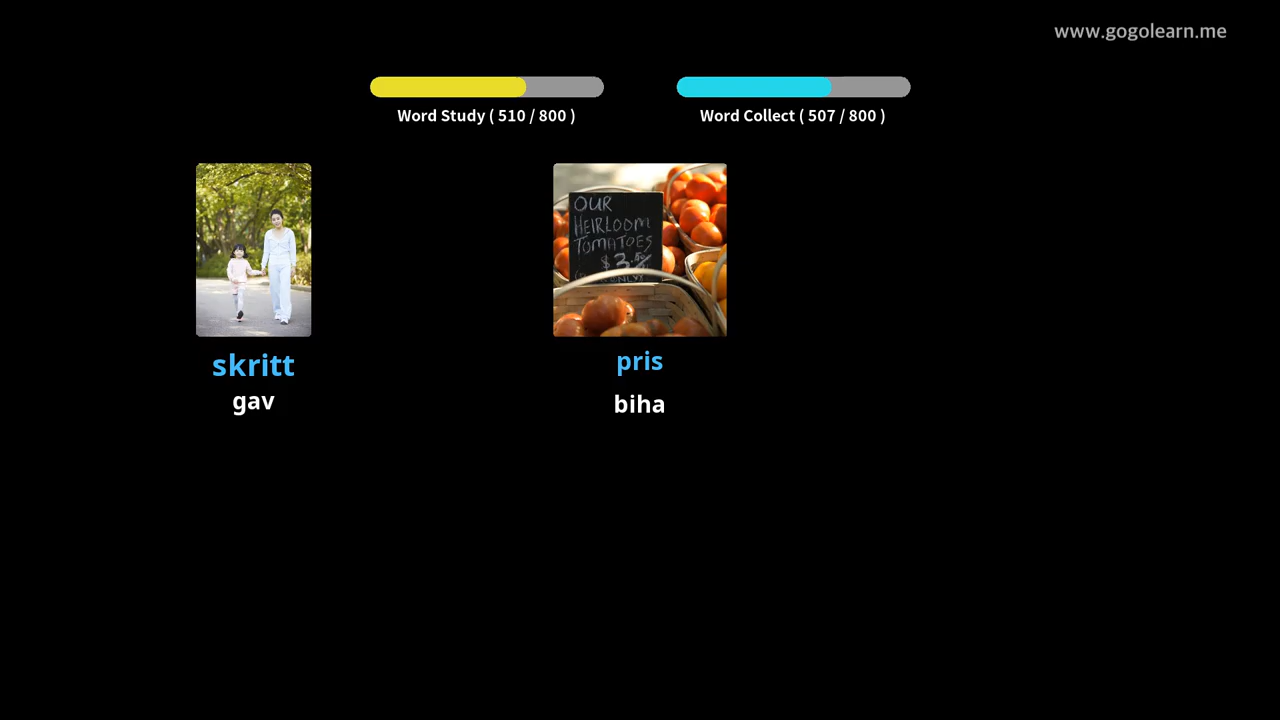 www.gogolearn.me
Word Study ( 510 / 800 )
Word Collect ( 507 / 800 )
OUR
HEIRLOOM
TOMATOES
skritt
gav
pris
biha